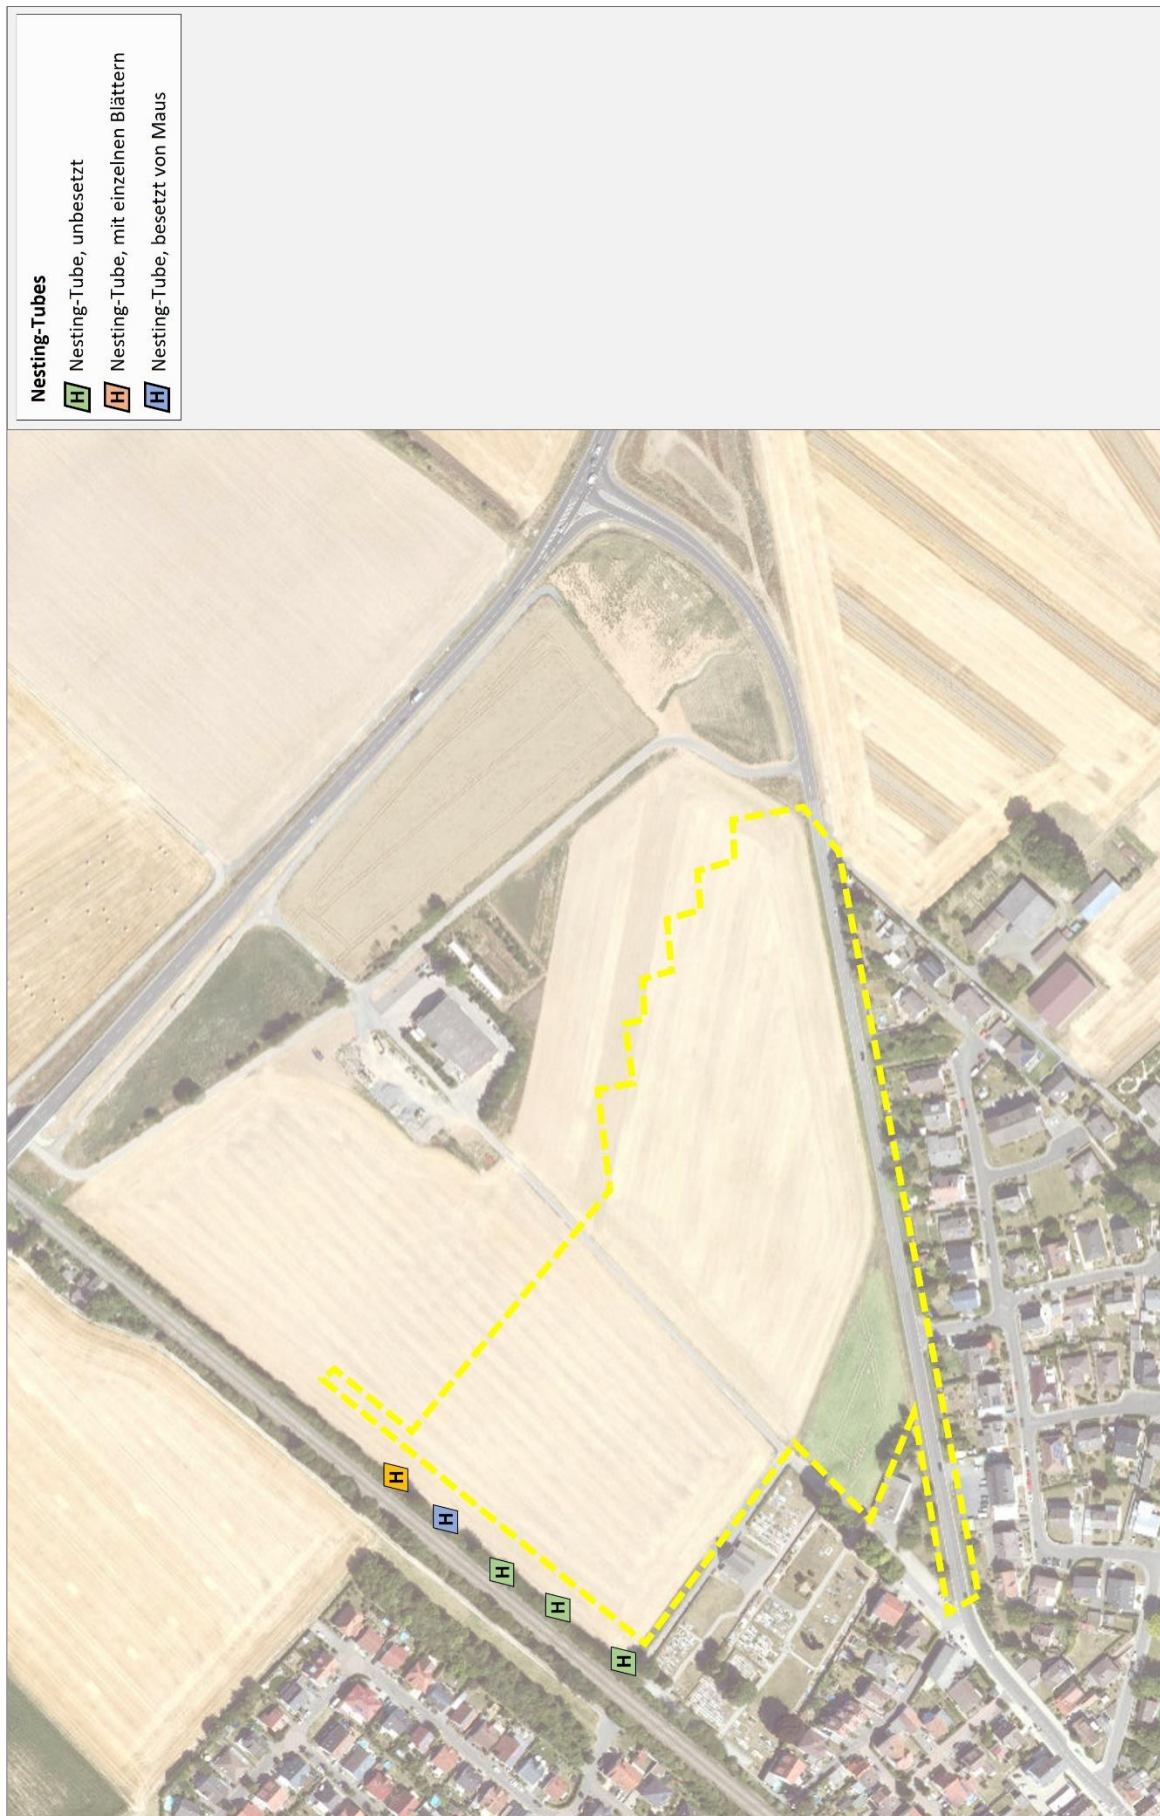 Nesting-Tubes
H Nesting-Tube, unbesetzt
H Nesting-Tube, mit einzelnen Blättern
H Nesting-Tube, besetzt von Maus
H
H
H
H
H